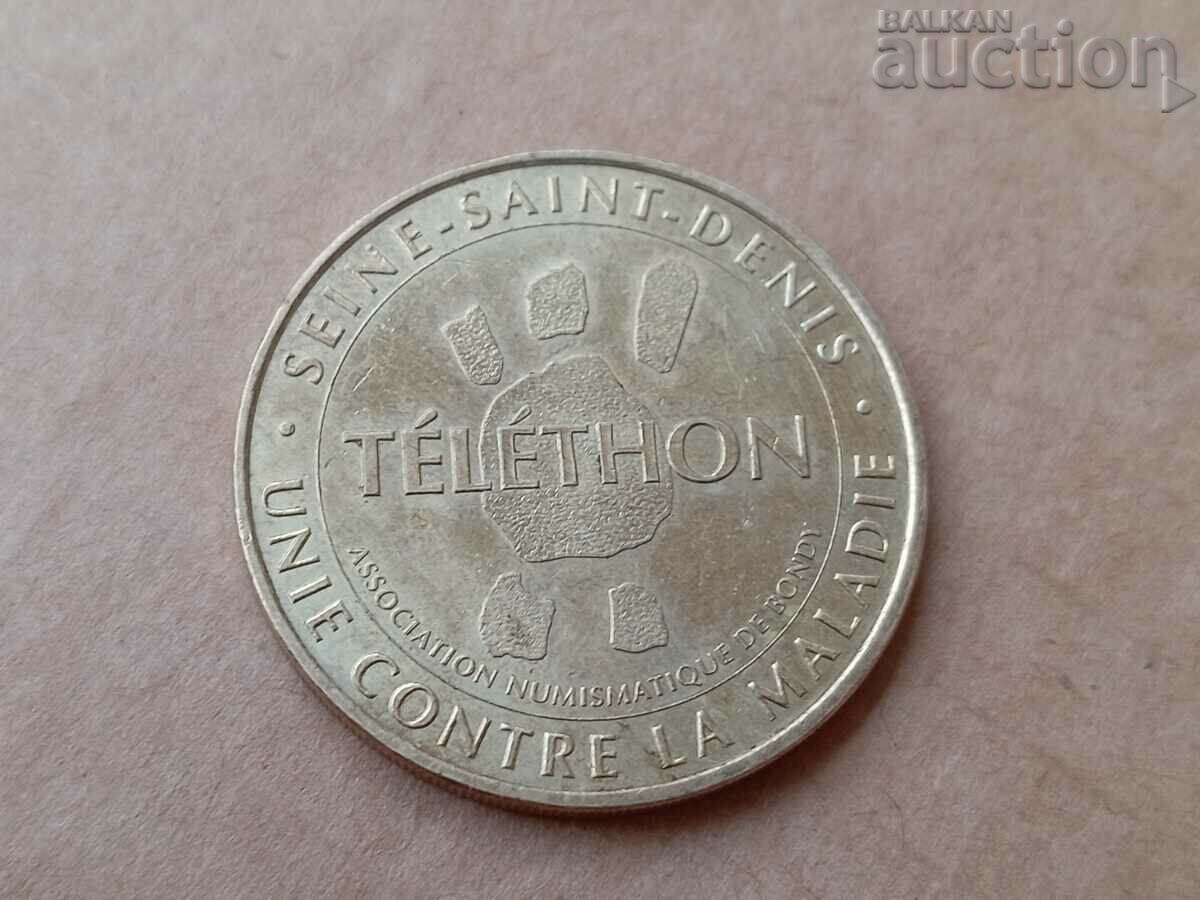 BALKAN
auction
• SEINE-SAINT-DENIS •
TÉLÉTHON
ASSOCIATION NUMISMATIQUE DE BONDY
UNIE CONTRE LA MALADIE